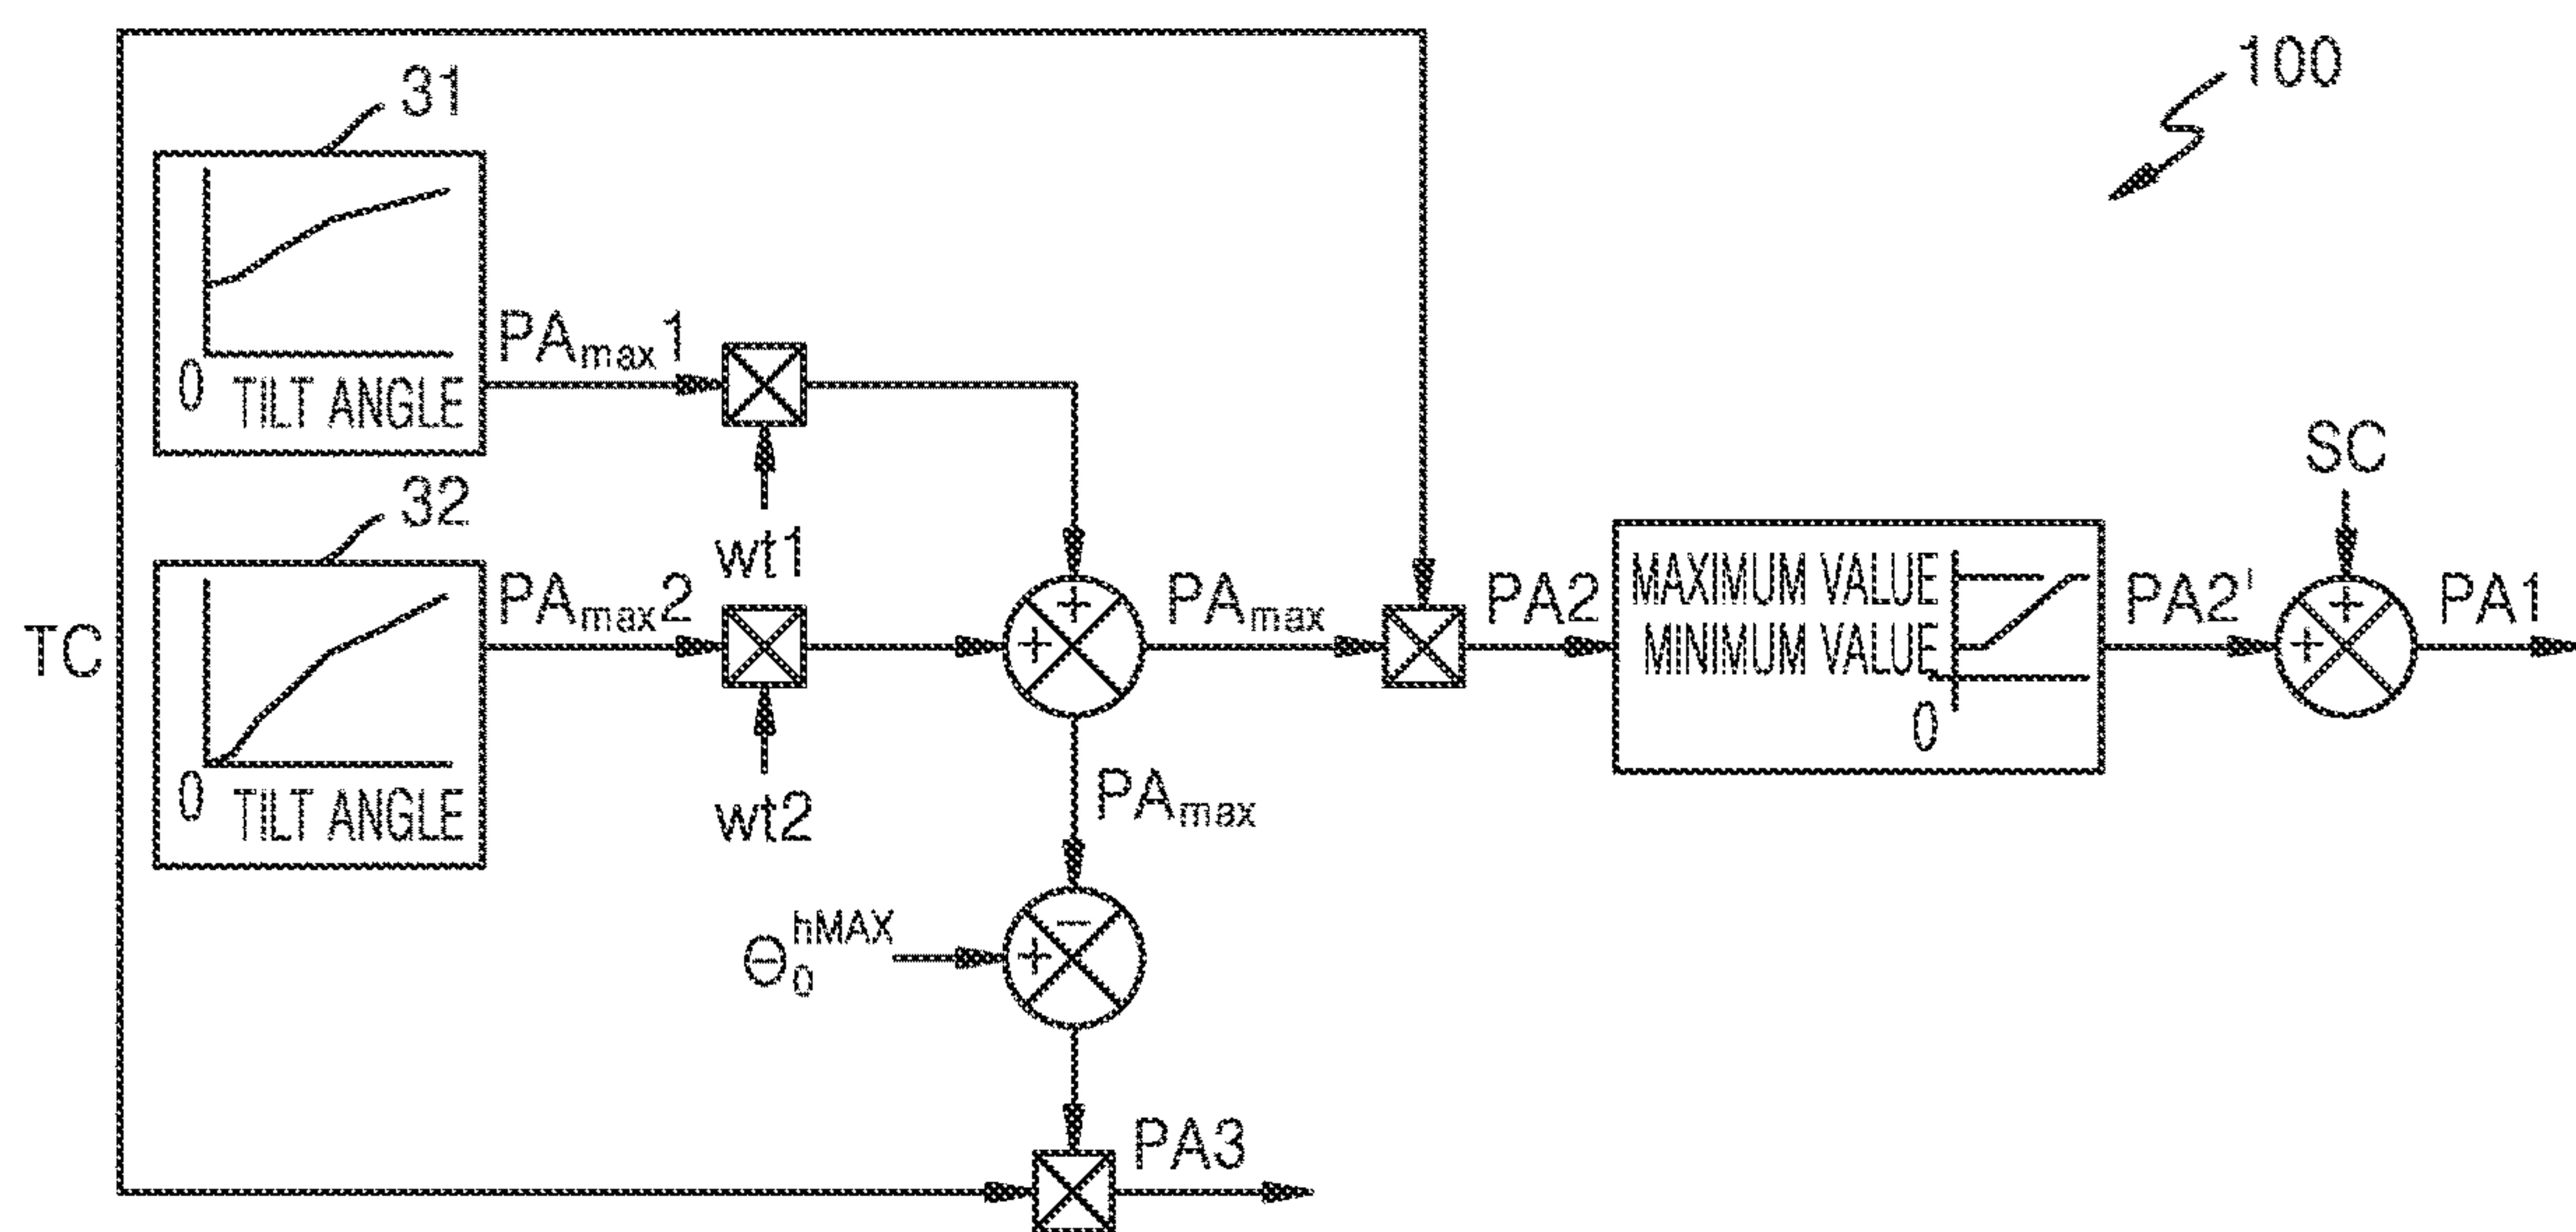 100
31
0
TILT ANGLE
PAmax1
wt1
32
0
TILT ANGLE
PAmax2
wt2
TC
+
+
PAmax
PA2
MAXIMUM VALUE
MINIMUM VALUE
0
PA2'
SC
+
+
PA1
PAmax
Θ0hMAX
+
−
PA3